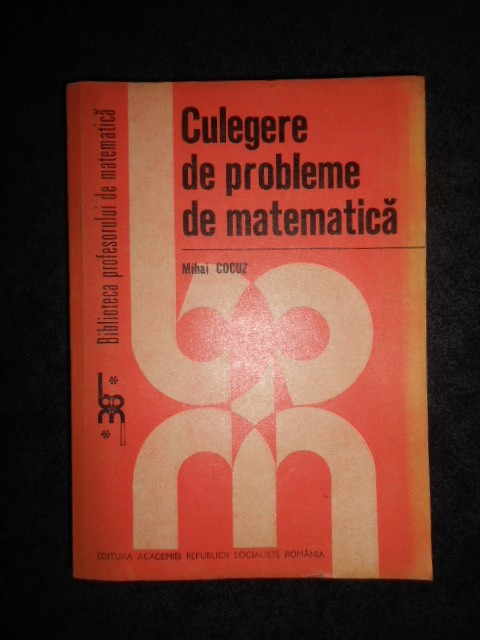 Culegere
de probleme
de matematică
Mihai COCUZ
Biblioteca profesorului de matematică
EDITURA ACADEMIEI REPUBLICII SOCIALISTE ROMÂNIA